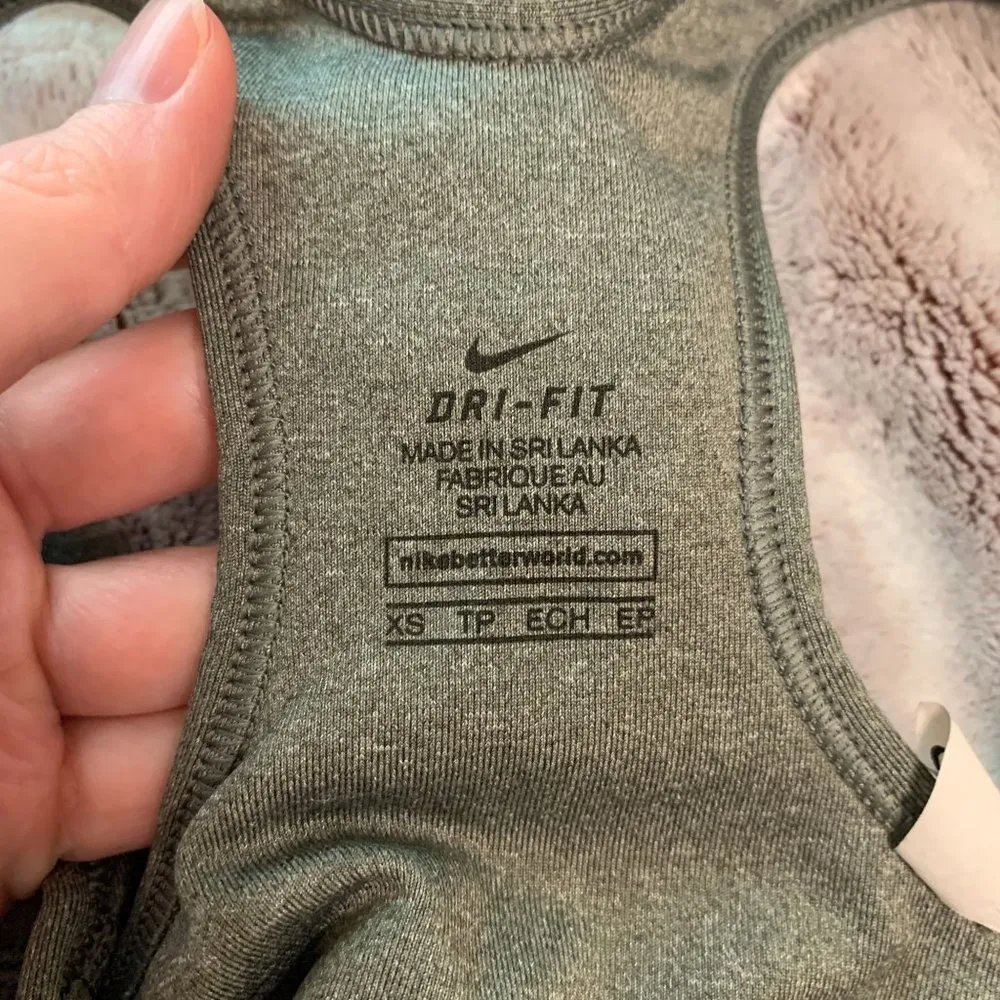 DRI-FIT
MADE IN SRI LANKA
FABRIQUE AU
SRI LANKA
nikebetterworld.com
XS TP ECH EP